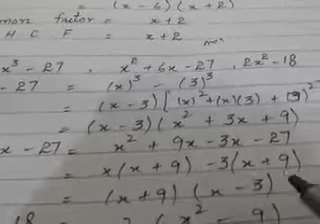 = (x - 6) (x + 2)
mon factor = x + 2
H C F = x + 2
x³ - 27 , x² + 6x - 27 , 2x² - 18
- 27 = (x)³ - (3)³
= (x - 3) [(x)² + (x)(3) + (3)²]
= (x - 3) (x² + 3x + 9)
x - 27 = x² + 9x - 3x - 27
= x(x + 9) - 3(x + 9)
= (x + 9) (x - 3)
18 (x² - 9)